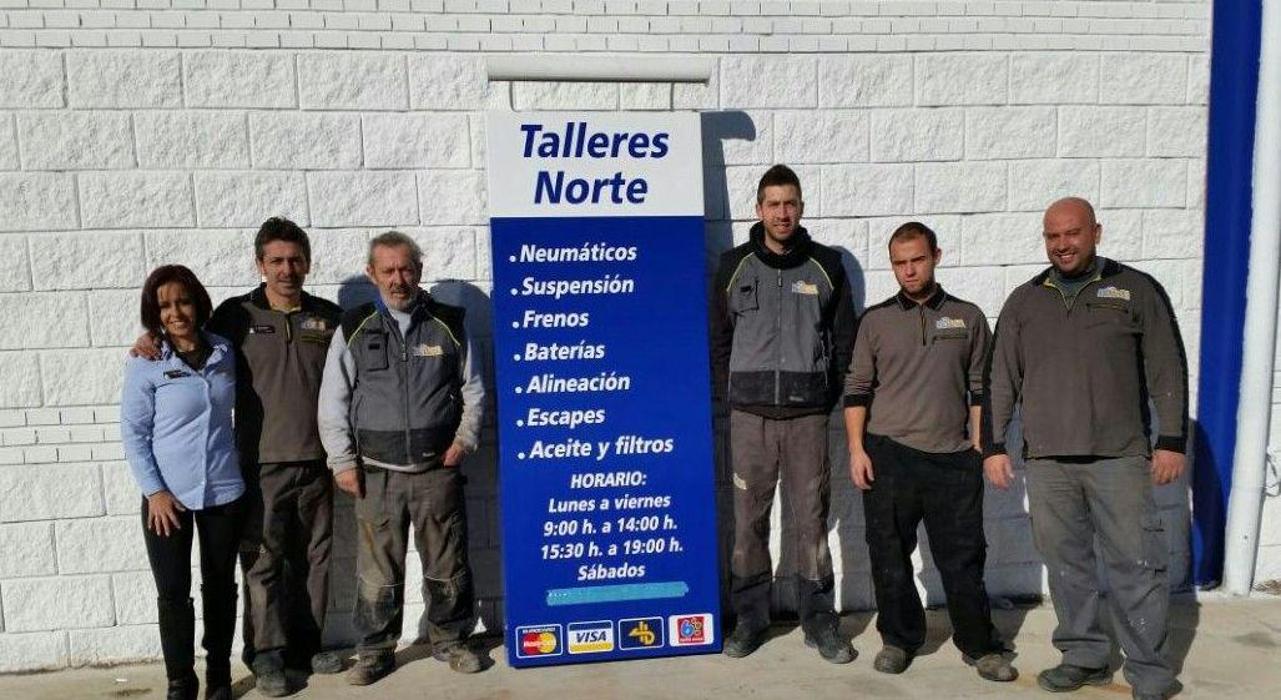 Talleres
Norte
. Neumáticos
. Suspensión
. Frenos
. Baterías
. Alineación
. Escapes
. Aceite y filtros
HORARIO:
Lunes a viernes
9:00 h. a 14:00 h.
15:30 h. a 19:00 h.
Sábados
VISA